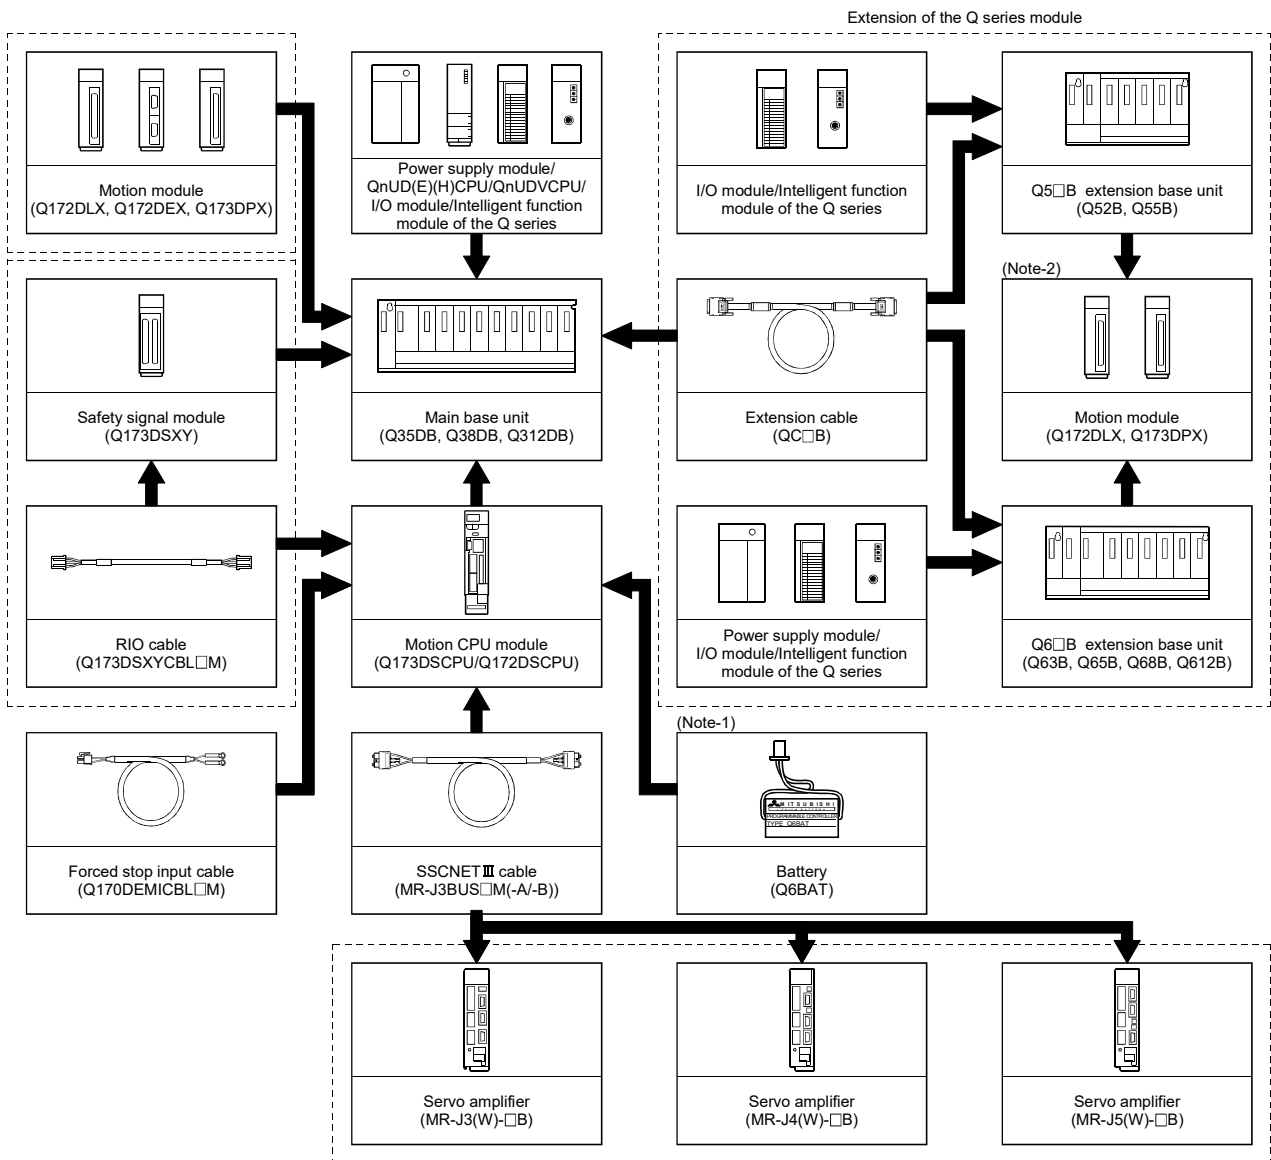 Extension of the Q series module
Motion module
(Q172DLX, Q172DEX, Q173DPX)
Power supply module/
QnUD(E)(H)CPU/QnUDVCPU/
I/O module/Intelligent function
module of the Q series
I/O module/Intelligent function
module of the Q series
Q5□B extension base unit
(Q52B, Q55B)
Safety signal module
(Q173DSXY)
Main base unit
(Q35DB, Q38DB, Q312DB)
Extension cable
(QC□B)
(Note-2)
Motion module
(Q172DLX, Q173DPX)
RIO cable
(Q173DSXYCBL□M)
Motion CPU module
(Q173DSCPU/Q172DSCPU)
Power supply module/
I/O module/Intelligent function
module of the Q series
Q6□B extension base unit
(Q63B, Q65B, Q68B, Q612B)
Forced stop input cable
(Q170DEMICBL□M)
SSCNETⅢ cable
(MR-J3BUS□M(-A/-B))
(Note-1)
MITSUBISHI
PROGRAMMABLE CONTROLLER
TYPE Q6BAT
Battery
(Q6BAT)
Servo amplifier
(MR-J3(W)-□B)
Servo amplifier
(MR-J4(W)-□B)
Servo amplifier
(MR-J5(W)-□B)